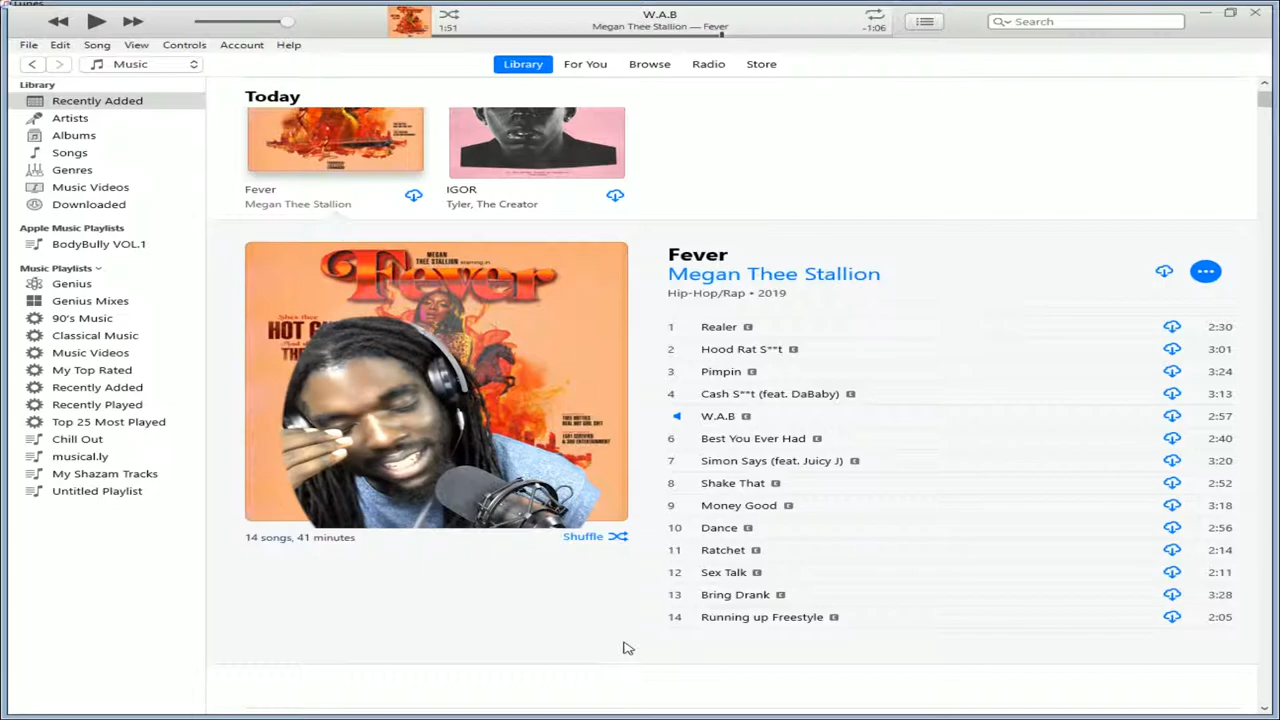 iTunes
W.A.B
Megan Thee Stallion — Fever
1:51
-1:06
Search
File Edit Song View Controls Account Help
Music
Library For You Browse Radio Store
Library
Recently Added
Artists
Albums
Songs
Genres
Music Videos
Downloaded
Apple Music Playlists
BodyBully VOL.1
Music Playlists
Genius
Genius Mixes
90's Music
Classical Music
Music Videos
My Top Rated
Recently Added
Recently Played
Top 25 Most Played
Chill Out
musical.ly
My Shazam Tracks
Untitled Playlist
Today
Fever
Megan Thee Stallion
IGOR
Tyler, The Creator
MEGAN
THEE STALLION starring in
Fever
She's thee
HOT
14 songs, 41 minutes
Shuffle
Fever
Megan Thee Stallion
Hip-Hop/Rap • 2019
1 Realer E 2:30
2 Hood Rat S**t E 3:01
3 Pimpin E 3:24
4 Cash S**t (feat. DaBaby) E 3:13
W.A.B E 2:57
6 Best You Ever Had E 2:40
7 Simon Says (feat. Juicy J) E 3:20
8 Shake That E 2:52
9 Money Good E 3:18
10 Dance E 2:56
11 Ratchet E 2:14
12 Sex Talk E 2:11
13 Bring Drank E 3:28
14 Running up Freestyle E 2:05